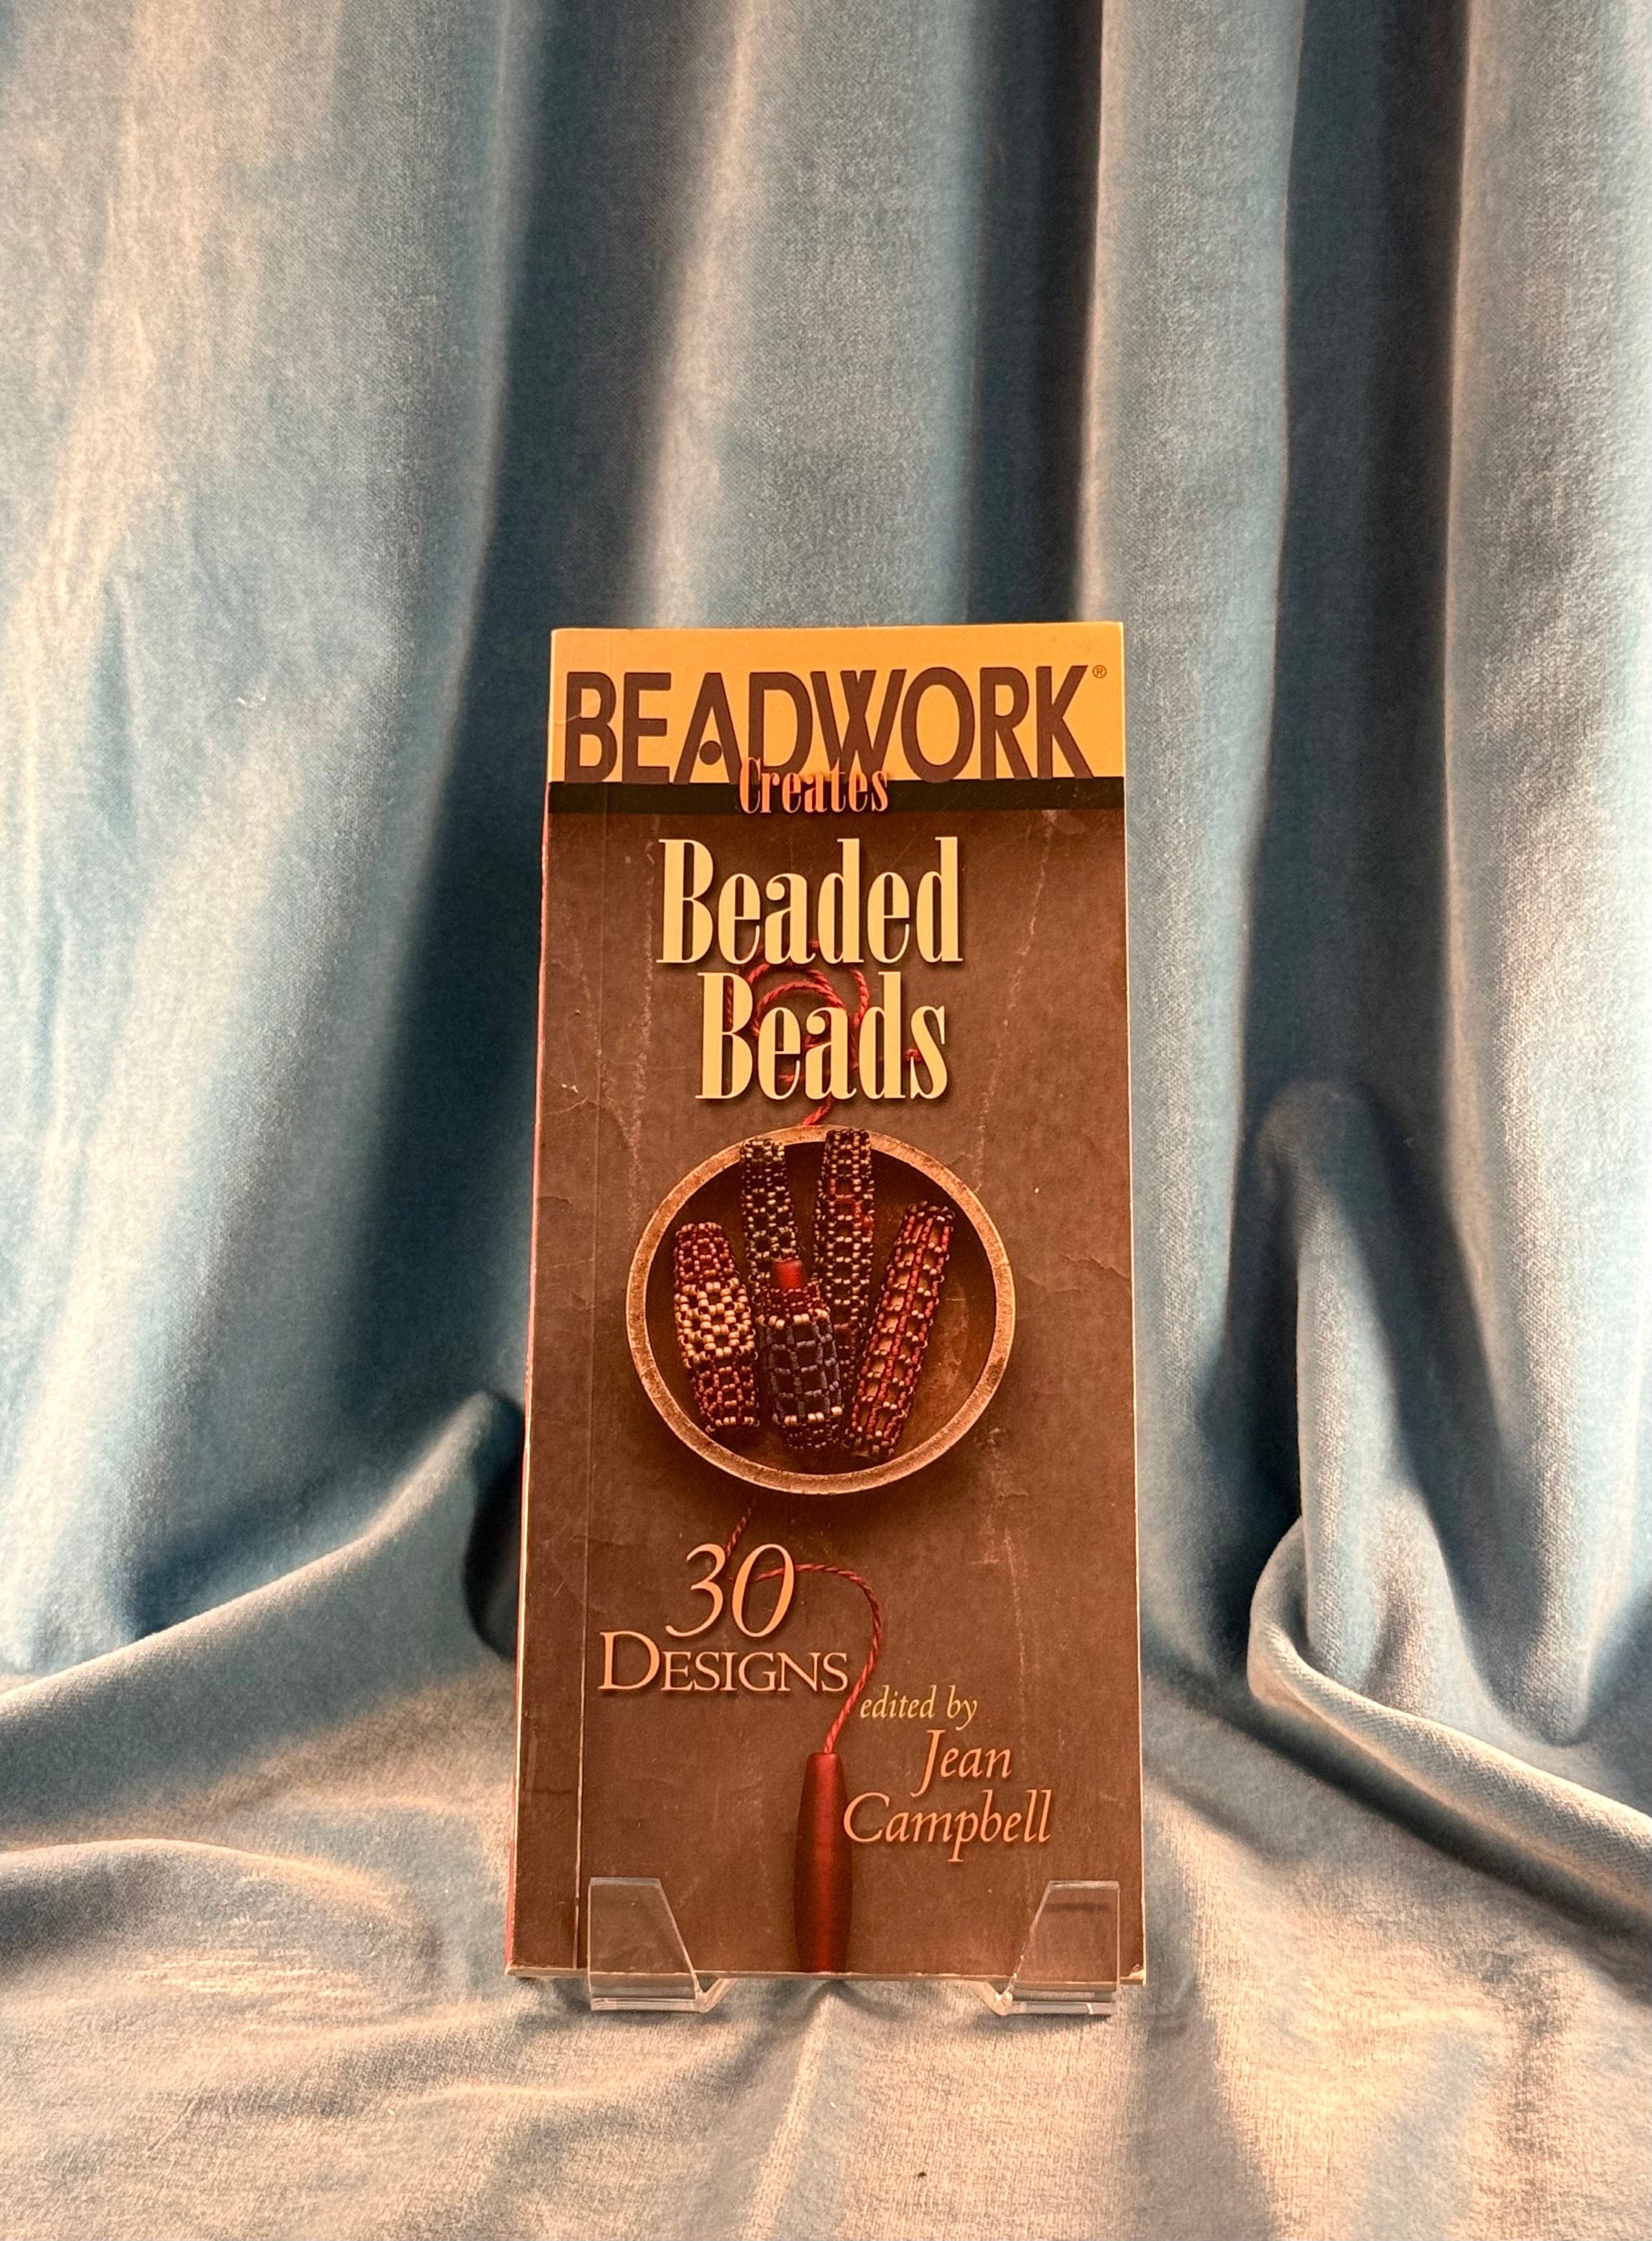 BEADWORK®
Creates
Beaded
Beads
30
DESIGNS
edited by
Jean
Campbell